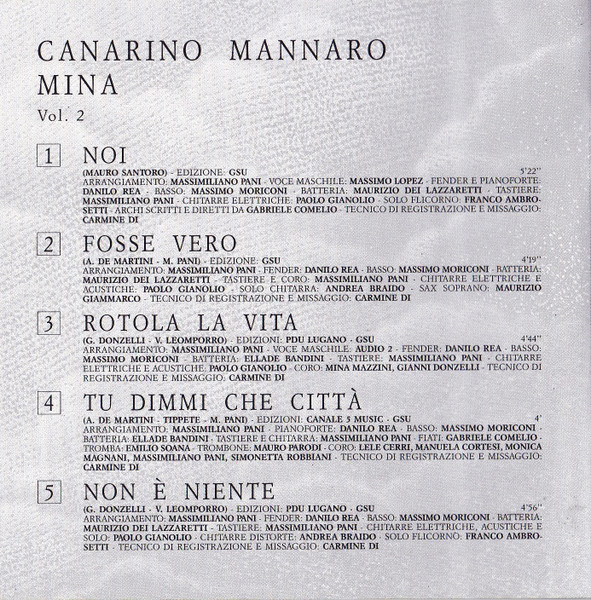 CANARINO MANNARO
MINA
Vol. 2
1 NOI
(MAURO SANTORO) - EDIZIONE: GSU 5'22"
ARRANGIAMENTO: MASSIMILIANO PANI - VOCE MASCHILE: MASSIMO LOPEZ - FENDER E PIANOFORTE:
DANILO REA - BASSO: MASSIMO MORICONI - BATTERIA: MAURIZIO DEI LAZZARETTI - TASTIERE:
MASSIMILIANO PANI - CHITARRE ELETTRICHE: PAOLO GIANOLIO - SOLO FLICORNO: FRANCO AMBRO-
SETTI - ARCHI SCRITTI E DIRETTI DA GABRIELE COMELIO - TECNICO DI REGISTRAZIONE E MISSAGGIO:
CARMINE DI
2 FOSSE VERO
(A. DE MARTINI - M. PANI) - EDIZIONE: GSU 4'19"
ARRANGIAMENTO: MASSIMILIANO PANI - FENDER: DANILO REA - BASSO: MASSIMO MORICONI - BATTERIA:
MAURIZIO DEI LAZZARETTI - TASTIERE E CORO: MASSIMILIANO PANI - CHITARRE ELETTRICHE E
ACUSTICHE: PAOLO GIANOLIO - SOLO CHITARRA: ANDREA BRAIDO - SAX SOPRANO: MAURIZIO
GIAMMARCO - TECNICO DI REGISTRAZIONE E MISSAGGIO: CARMINE DI
3 ROTOLA LA VITA
(G. DONZELLI - V. LEOMPORRO) - EDIZIONI: PDU LUGANO - GSU 4'44"
ARRANGIAMENTO: MASSIMILIANO PANI - VOCE MASCHILE: AUDIO 2 - FENDER: DANILO REA - BASSO:
MASSIMO MORICONI - BATTERIA: ELLADE BANDINI - TASTIERE: MASSIMILIANO PANI - CHITARRE
ELETTRICHE E ACUSTICHE: PAOLO GIANOLIO - CORO: MINA MAZZINI, GIANNI DONZELLI - TECNICO DI
REGISTRAZIONE E MISSAGGIO: CARMINE DI
4 TU DIMMI CHE CITTÀ
(A. DE MARTINI - TIPPETE - M. PANI) - EDIZIONI: CANALE 5 MUSIC - GSU 4'
ARRANGIAMENTO: MASSIMILIANO PANI - PIANOFORTE: DANILO REA - BASSO: MASSIMO MORICONI -
BATTERIA: ELLADE BANDINI - TASTIERE E CHITARRA: MASSIMILIANO PANI - FIATI: GABRIELE COMELIO -
TROMBA: EMILIO SOANA - TROMBONE: MAURO PARODI - CORO: LELE CERRI, MANUELA CORTESI, MONICA
MAGNANI, MASSIMILIANO PANI, SIMONETTA ROBBIANI - TECNICO DI REGISTRAZIONE E MISSAGGIO:
CARMINE DI
5 NON È NIENTE
(G. DONZELLI - V. LEOMPORRO) - EDIZIONI: PDU LUGANO - GSU 4'56"
ARRANGIAMENTO: MASSIMILIANO PANI - FENDER: DANILO REA - BASSO: MASSIMO MORICONI - BATTERIA:
MAURIZIO DEI LAZZARETTI - TASTIERE: MASSIMILIANO PANI - CHITARRE ELETTRICHE, ACUSTICHE E
SOLO: PAOLO GIANOLIO - CHITARRE DISTORTE: ANDREA BRAIDO - SOLO FLICORNO: FRANCO AMBRO-
SETTI - TECNICO DI REGISTRAZIONE E MISSAGGIO: CARMINE DI